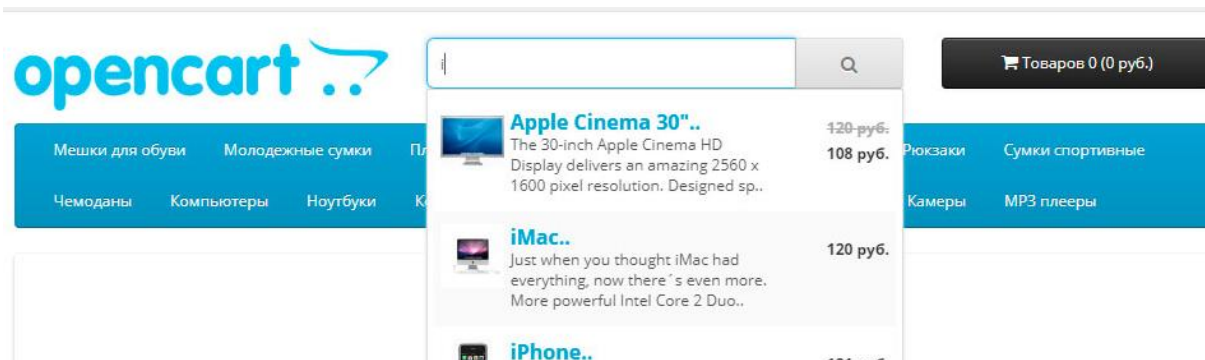 opencart
i
Товаров 0 (0 руб.)
Мешки для обуви Молодежные сумки Рюкзаки Сумки спортивные
Чемоданы Компьютеры Ноутбуки Камеры МР3 плееры
Apple Cinema 30"..
The 30-inch Apple Cinema HD
Display delivers an amazing 2560 x
1600 pixel resolution. Designed sp..
120 руб.
108 руб.
iMac..
Just when you thought iMac had
everything, now there´s even more.
More powerful Intel Core 2 Duo..
120 руб.
iPhone..